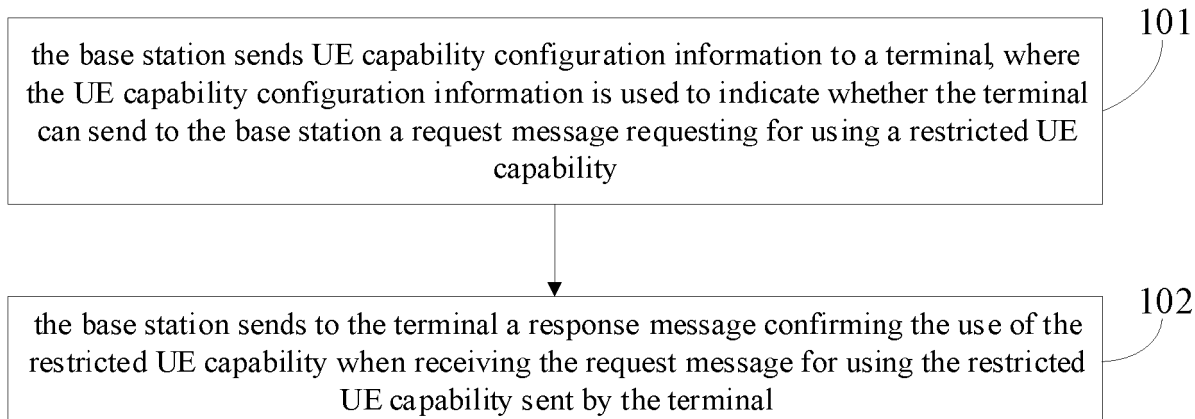 101
the base station sends UE capability configuration information to a terminal, where
the UE capability configuration information is used to indicate whether the terminal
can send to the base station a request message requesting for using a restricted UE
capability
102
the base station sends to the terminal a response message confirming the use of the
restricted UE capability when receiving the request message for using the restricted
UE capability sent by the terminal